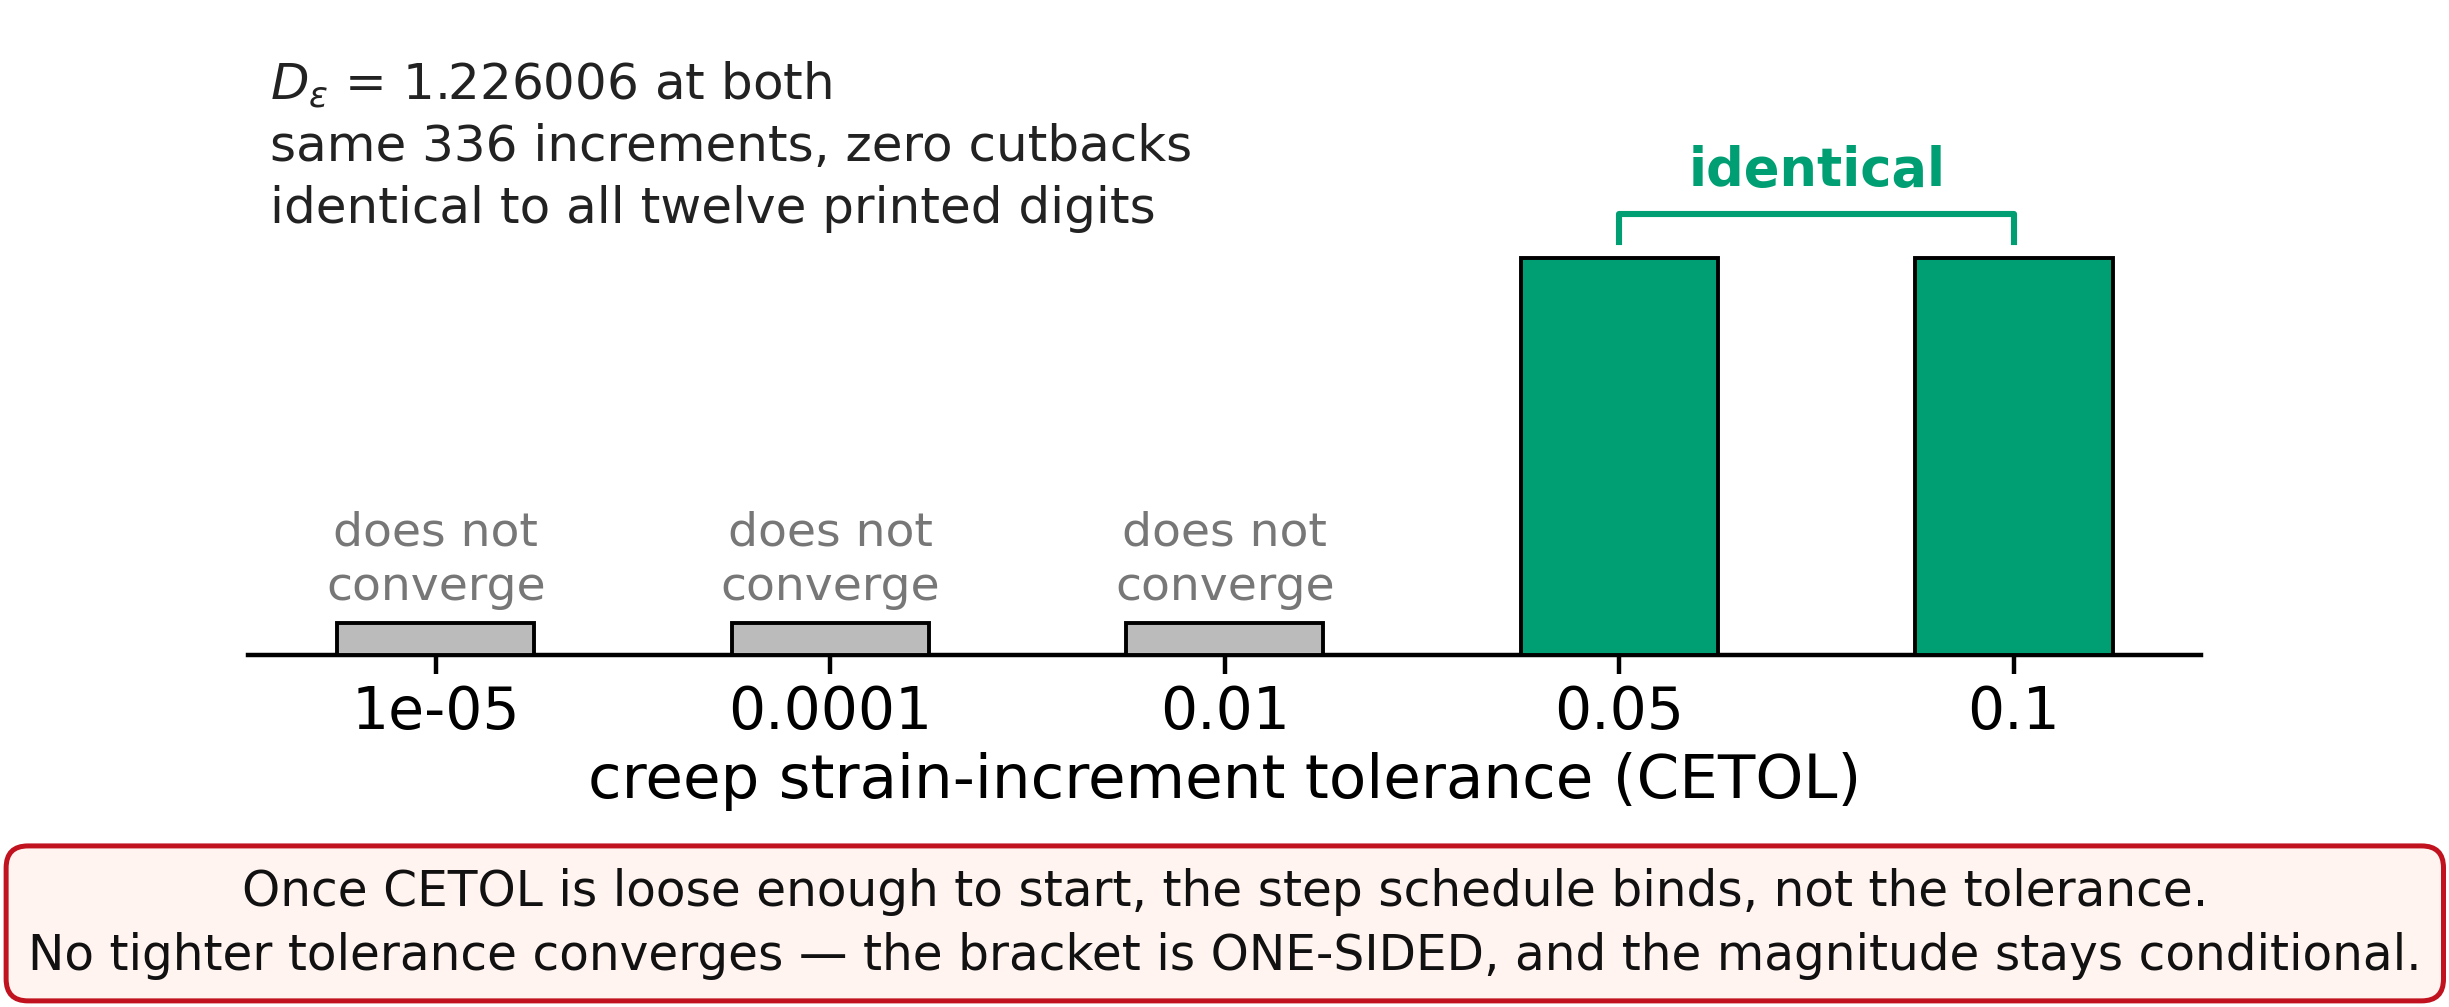 D_ε = 1.226006 at both
same 336 increments, zero cutbacks
identical to all twelve printed digits
identical
does not
converge
does not
converge
does not
converge
1e-05
0.0001
0.01
0.05
0.1
creep strain-increment tolerance (CETOL)
Once CETOL is loose enough to start, the step schedule binds, not the tolerance.
No tighter tolerance converges — the bracket is ONE-SIDED, and the magnitude stays conditional.